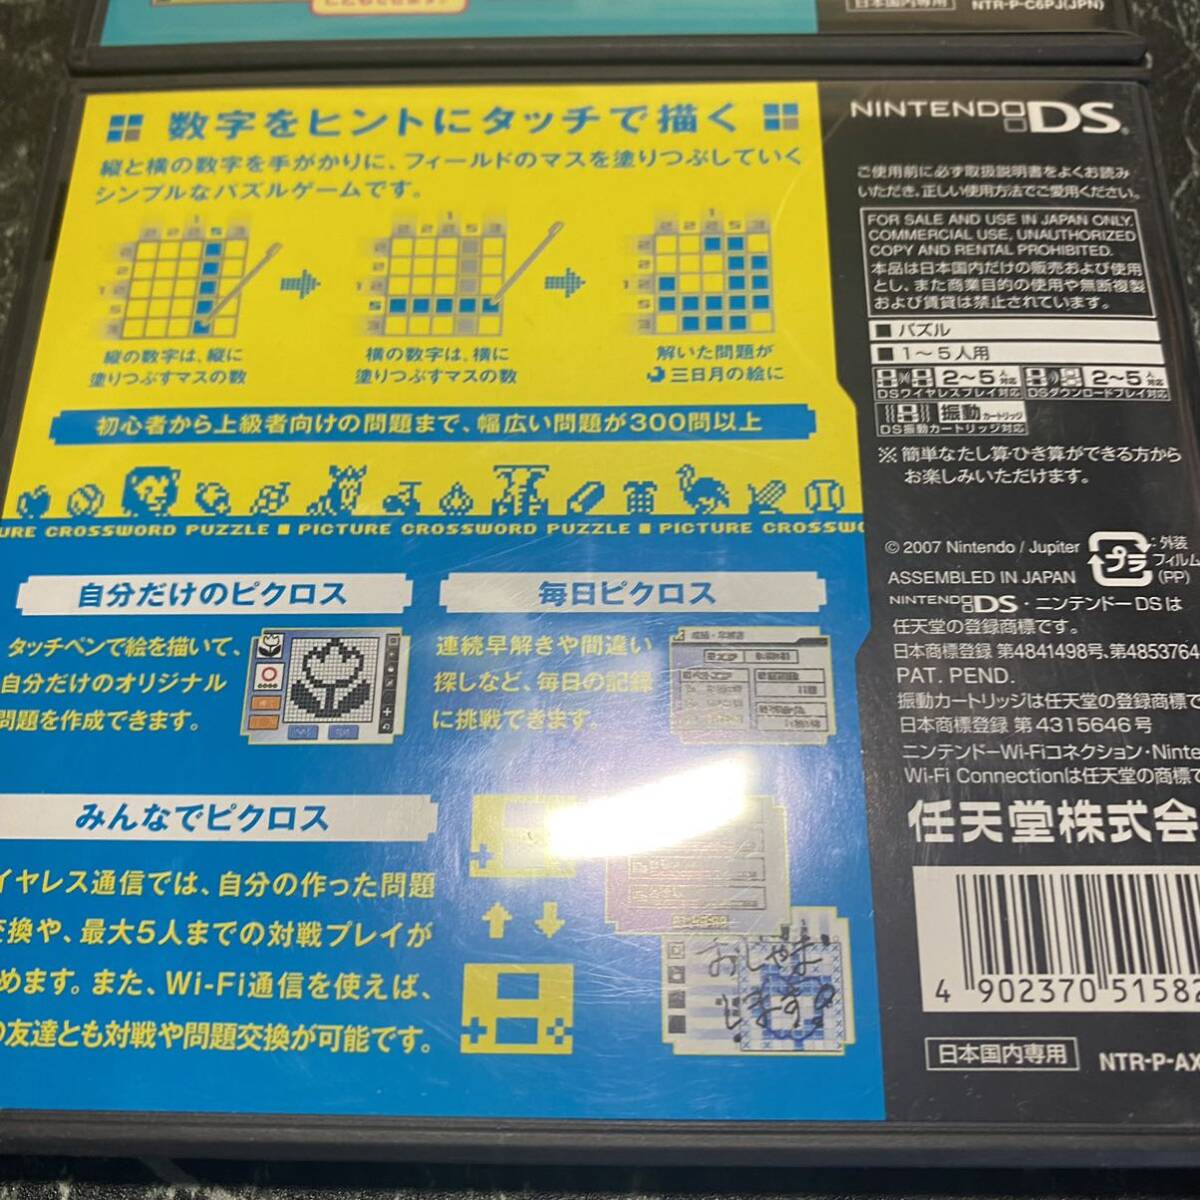 日本国内専用
NTR-P-C6PJ(JPN)
数字をヒントにタッチで描く
縦と横の数字を手がかりに、フィールドのマスを塗りつぶしていく
シンプルなパズルゲームです。
縦の数字は、縦に
塗りつぶすマスの数
横の数字は、横に
塗りつぶすマスの数
解いた問題が
三日月の絵に
初心者から上級者向けの問題まで、幅広い問題が300問以上
URE CROSSWORD PUZZLE ■ PICTURE CROSSWORD PUZZLE ■ PICTURE CROSSWO
自分だけのピクロス
タッチペンで絵を描いて、
自分だけのオリジナル
問題を作成できます。
毎日ピクロス
連続早解きや間違い
探しなど、毎日の記録
に挑戦できます。
みんなでピクロス
イヤレス通信では、自分の作った問題
換や、最大5人までの対戦プレイが
めます。また、Wi-Fi通信を使えば、
の友達とも対戦や問題交換が可能です。
NINTENDO DS
ご使用前に必ず取扱説明書をよくお読み
いただき、正しい使用方法でご愛用ください。
FOR SALE AND USE IN JAPAN ONLY.
COMMERCIAL USE, UNAUTHORIZED
COPY AND RENTAL PROHIBITED.
本品は日本国内だけの販売および使用
とし、また商業目的の使用や無断複製
および賃貸は禁止されています。
■ パズル
■ 1～5人用
2～5人対応
DSワイヤレスプレイ対応
2～5人対応
DSダウンロードプレイ対応
振動カートリッジ
DS振動カートリッジ対応
※ 簡単なたし算・ひき算ができる方から
お楽しみいただけます。
© 2007 Nintendo / Jupiter
ASSEMBLED IN JAPAN
プラ
:外装
フィルム
(PP)
NINTENDO DS・ニンテンドーDSは
任天堂の登録商標です。
日本商標登録 第4841498号、第4853764
PAT. PEND.
振動カートリッジは任天堂の登録商標で
日本商標登録 第4315646号
ニンテンドーWi-Fiコネクション・Ninte
Wi-Fi Connectionは任天堂の商標で
任天堂株式会
4 902370 51582
日本国内専用
NTR-P-AX